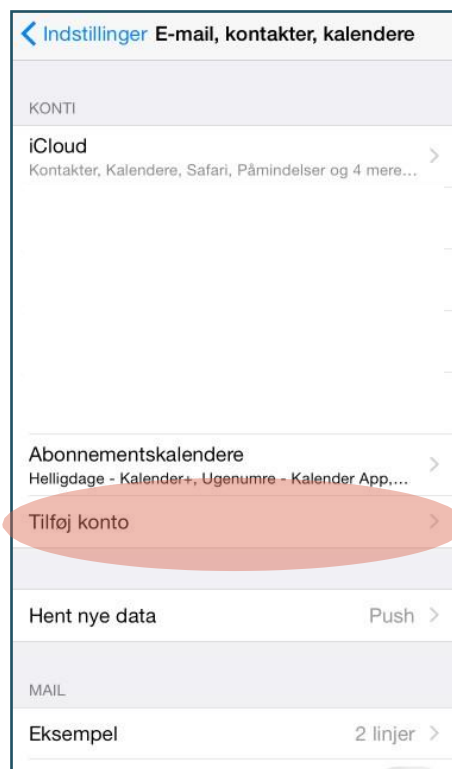 Indstillinger E-mail, kontakter, kalendere
KONTI
iCloud
Kontakter, Kalendere, Safari, Påmindelser og 4 mere...
Abonnementskalendere
Helligdage - Kalender+, Ugenumre - Kalender App,...
Tilføj konto
Hent nye data Push
MAIL
Eksempel 2 linjer